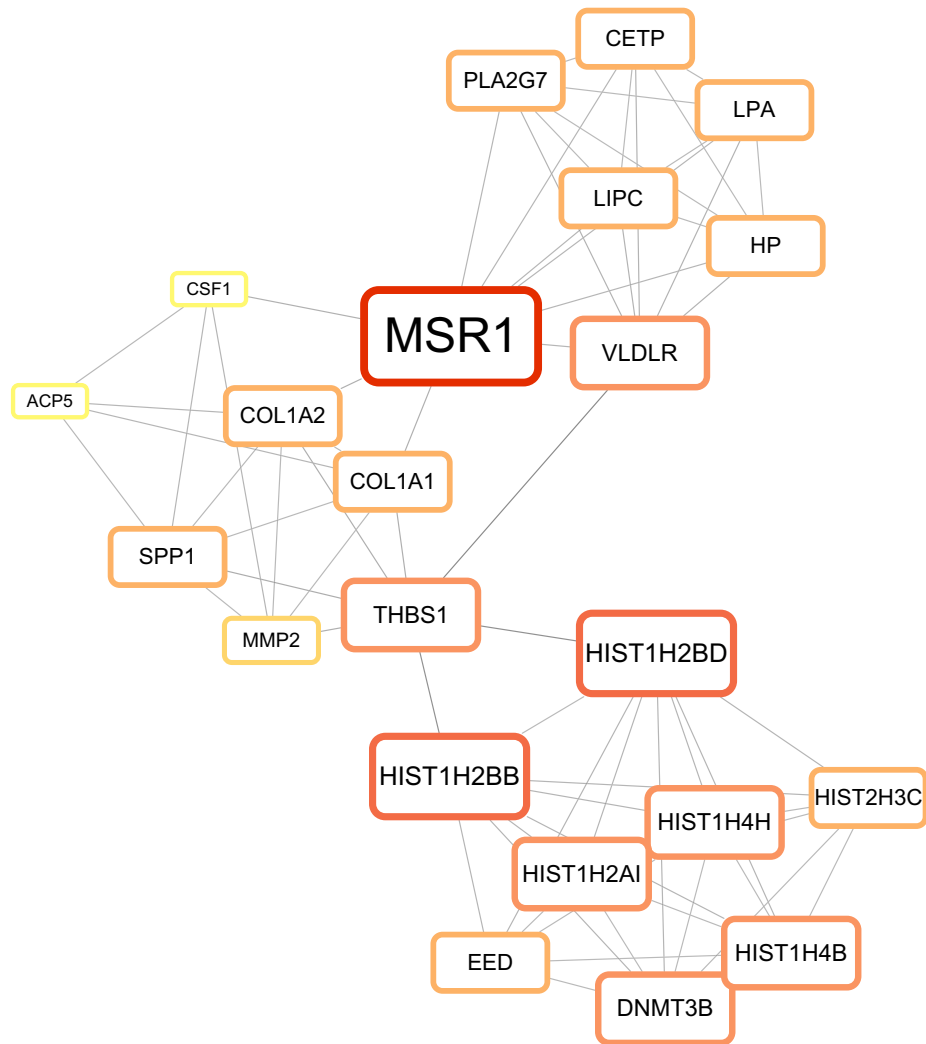 CETP
PLA2G7
LPA
LIPC
HP
CSF1
MSR1
VLDLR
ACP5
COL1A2
COL1A1
SPP1
THBS1
MMP2
HIST1H2BD
HIST1H2BB
HIST2H3C
HIST1H4H
HIST1H2AI
HIST1H4B
EED
DNMT3B